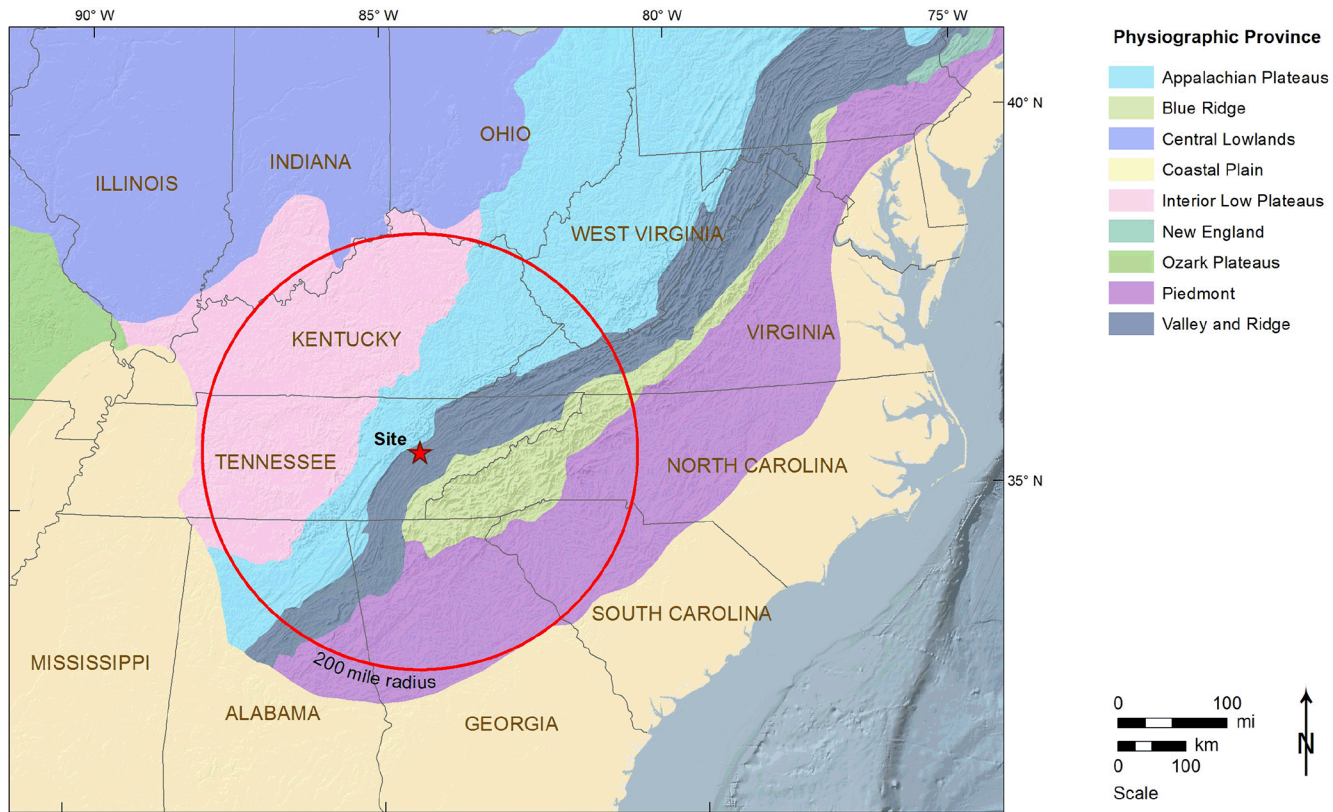 90° W
85° W
80° W
75° W
Physiographic Province
Appalachian Plateaus
Blue Ridge
Central Lowlands
Coastal Plain
Interior Low Plateaus
New England
Ozark Plateaus
Piedmont
Valley and Ridge
40° N
OHIO
INDIANA
ILLINOIS
WEST VIRGINIA
KENTUCKY
VIRGINIA
Site
TENNESSEE
NORTH CAROLINA
35° N
SOUTH CAROLINA
MISSISSIPPI
200 mile radius
ALABAMA
GEORGIA
0 100
mi
km
0 100
Scale
N